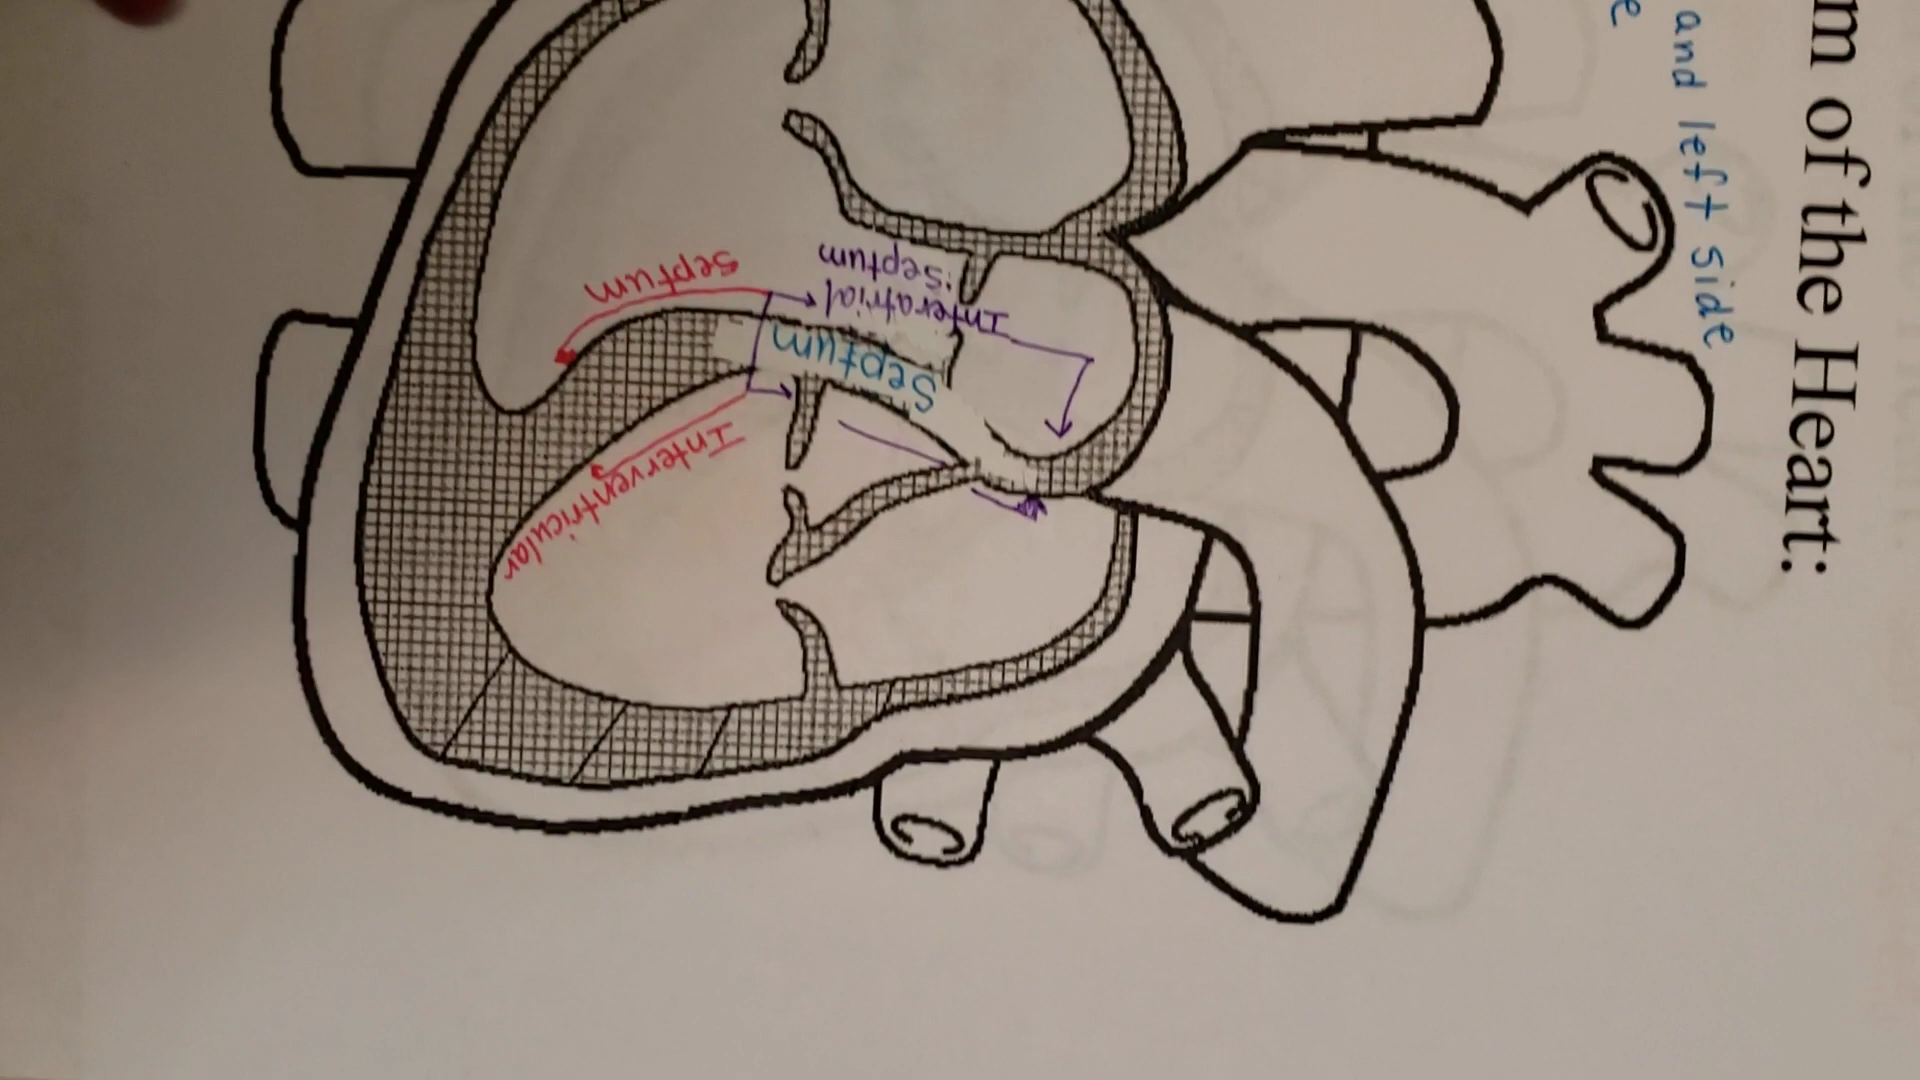 m of the Heart:
and left side
e
Septum
Interatrial
Septum
Septum
Interventricular